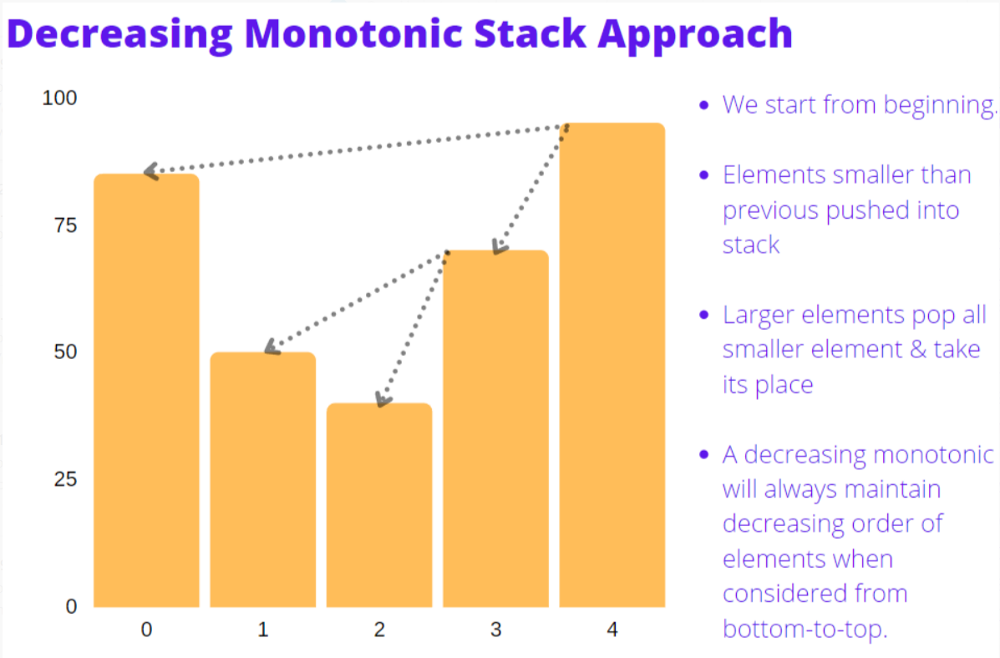 Decreasing Monotonic Stack Approach
100
75
50
25
0
0 1 2 3 4
• We start from beginning.
• Elements smaller than
previous pushed into
stack
• Larger elements pop all
smaller element & take
its place
• A decreasing monotonic
will always maintain
decreasing order of
elements when
considered from
bottom-to-top.